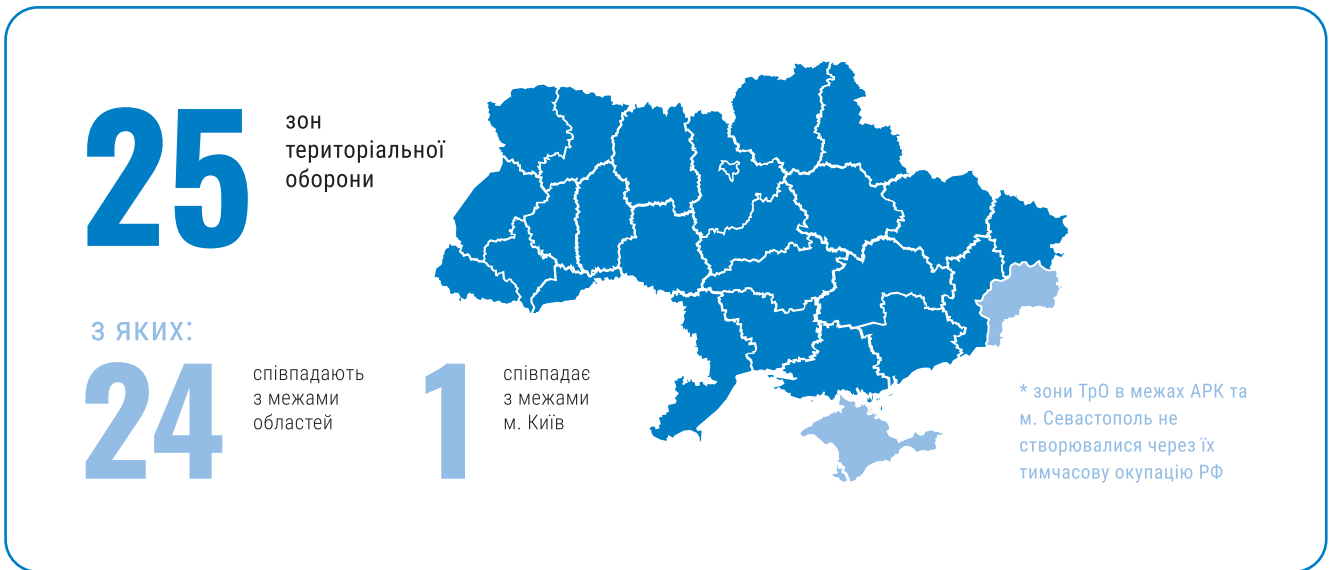 25
зон
територіальної
оборони
з яких:
24
співпадають
з межами
областей
1
співпадає
з межами
м. Київ
* зони ТрО в межах АРК та
м. Севастополь не
створювалися через їх
тимчасову окупацію РФ